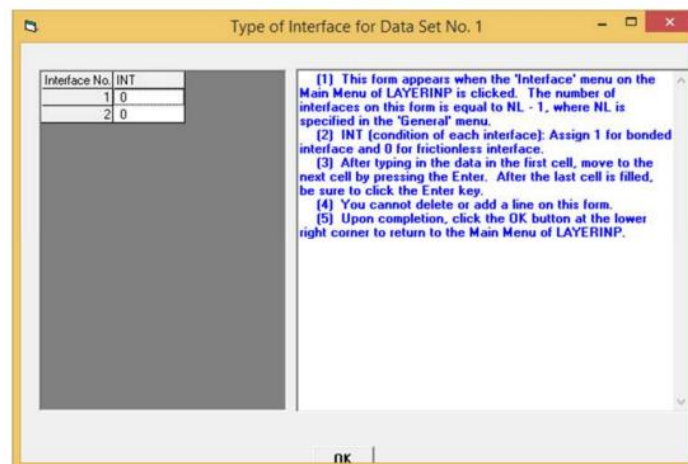 Type of Interface for Data Set No. 1
Interface No. INT
1 0
2 0
(1) This form appears when the 'Interface' menu on the
Main Menu of LAYERINP is clicked. The number of
interfaces on this form is equal to NL - 1, where NL is
specified in the 'General' menu.
(2) INT (condition of each interface): Assign 1 for bonded
interface and 0 for frictionless interface.
(3) After typing in the data in the first cell, move to the
next cell by pressing the Enter. After the last cell is filled,
be sure to click the Enter key.
(4) You cannot delete or add a line on this form.
(5) Upon completion, click the OK button at the lower
right corner to return to the Main Menu of LAYERINP.
OK